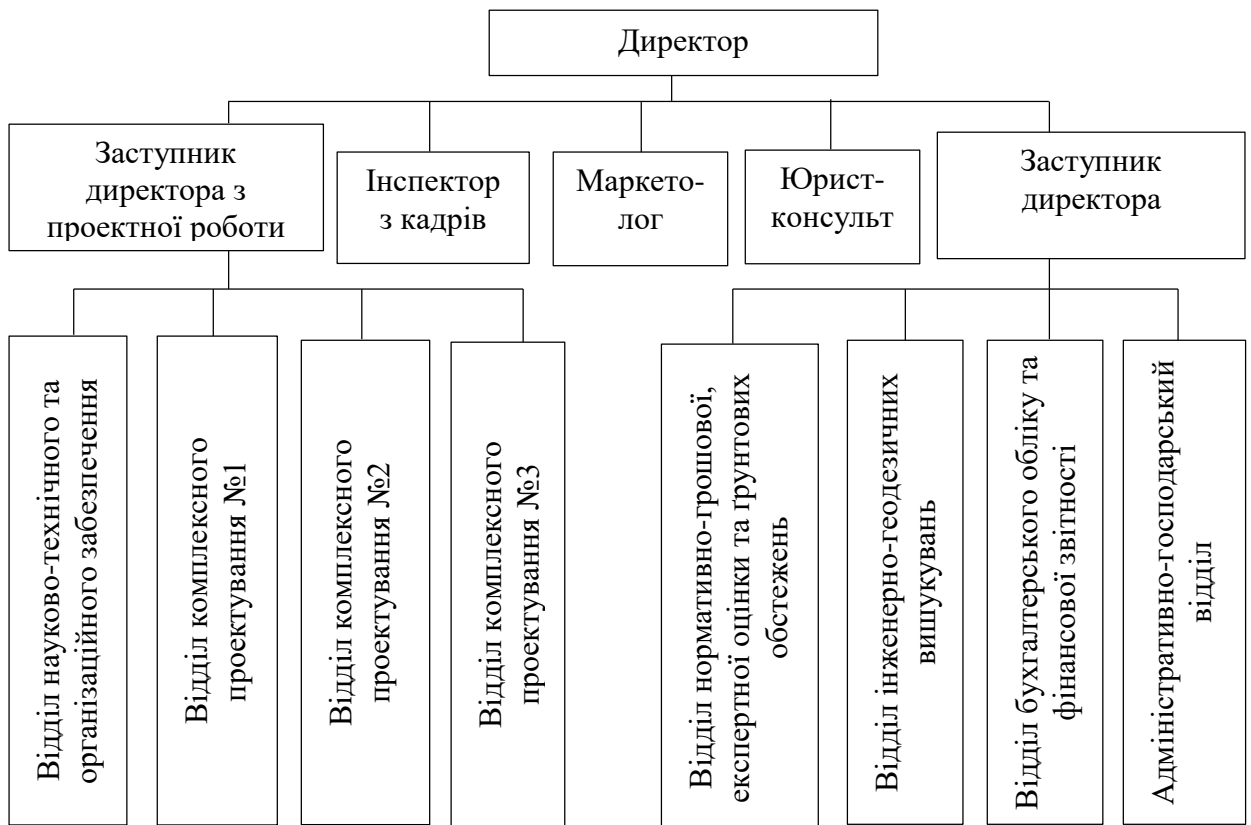 Директор
Заступник
директора з
проектної роботи
Інспектор
з кадрів
Маркето-
лог
Юрист-
консульт
Заступник
директора
Відділ науково-технічного та
організаційного забезпечення
Відділ комплексного
проектування №1
Відділ комплексного
проектування №2
Відділ комплексного
проектування №3
Відділ нормативно-грошової,
експертної оцінки та ґрунтових
обстежень
Відділ інженерно-геодезичних
вишукувань
Відділ бухгалтерського обліку та
фінансової звітності
Адміністративно-господарський
відділ